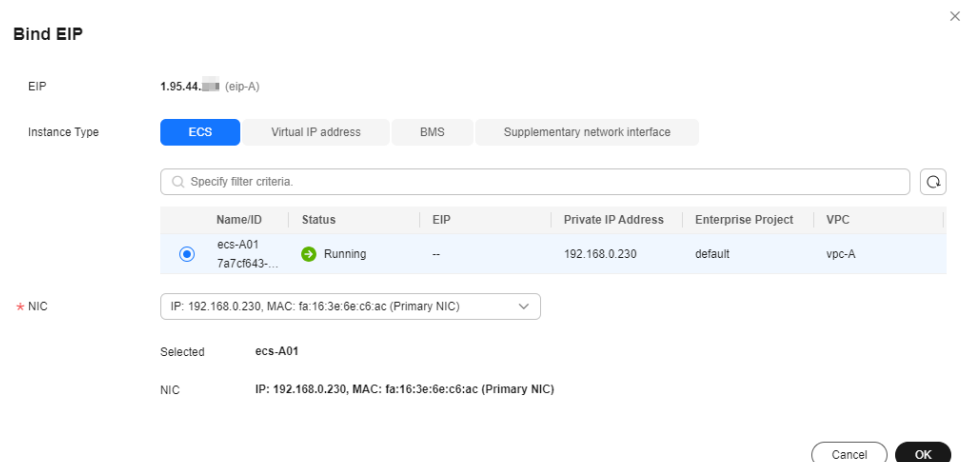 Bind EIP
EIP 1.95.44. (eip-A)
Instance Type ECS Virtual IP address BMS Supplementary network interface
Specify filter criteria.
Name/ID Status EIP Private IP Address Enterprise Project VPC
ecs-A01
7a7cf643-... Running -- 192.168.0.230 default vpc-A
* NIC IP: 192.168.0.230, MAC: fa:16:3e:6e:c6:ac (Primary NIC)
Selected ecs-A01
NIC IP: 192.168.0.230, MAC: fa:16:3e:6e:c6:ac (Primary NIC)
Cancel OK